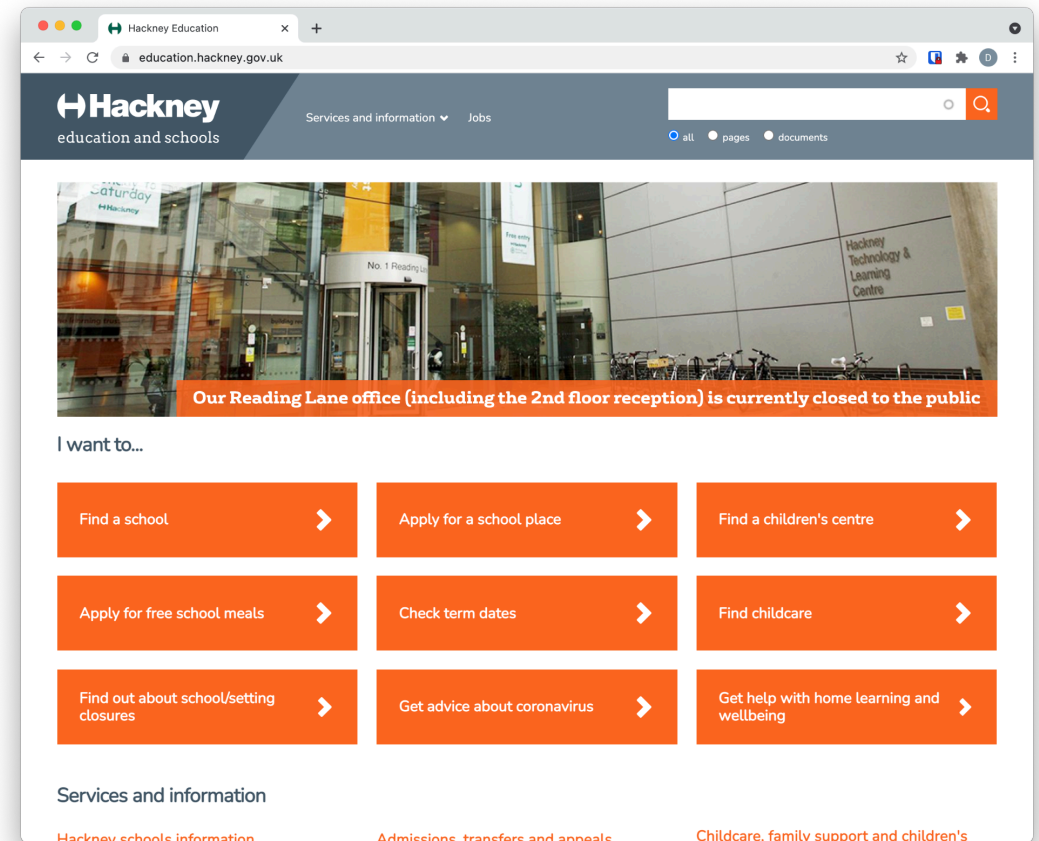 Hackney Education
education.hackney.gov.uk
D
Hackney
education and schools
Services and information
Jobs
all
pages
documents
Saturday
Hackney
Free entry
No. 1 Reading
Hackney
Technology &
Learning
Centre
Our Reading Lane office (including the 2nd floor reception) is currently closed to the public
I want to...
Find a school
Apply for a school place
Find a children's centre
Apply for free school meals
Check term dates
Find childcare
Find out about school/setting
closures
Get advice about coronavirus
Get help with home learning and
wellbeing
Services and information
Hackney schools information
Admissions, transfers and appeals
Childcare, family support and children's